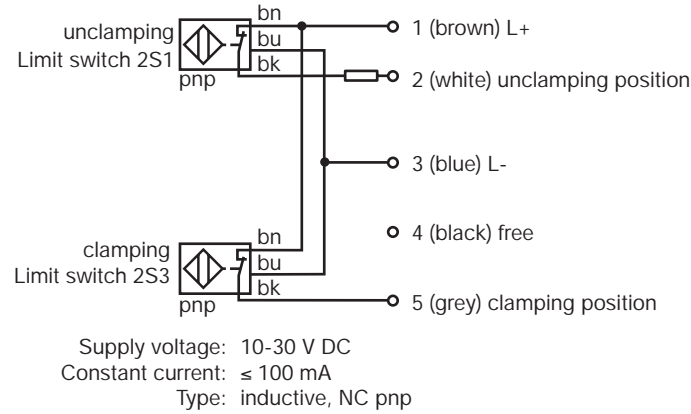 bn
unclamping
Limit switch 2S1
bu
bk
pnp
1 (brown) L+
2 (white) unclamping position
3 (blue) L-
4 (black) free
bn
clamping
Limit switch 2S3
bu
bk
pnp
5 (grey) clamping position
Supply voltage: 10-30 V DC
Constant current: ≤ 100 mA
Type: inductive, NC pnp